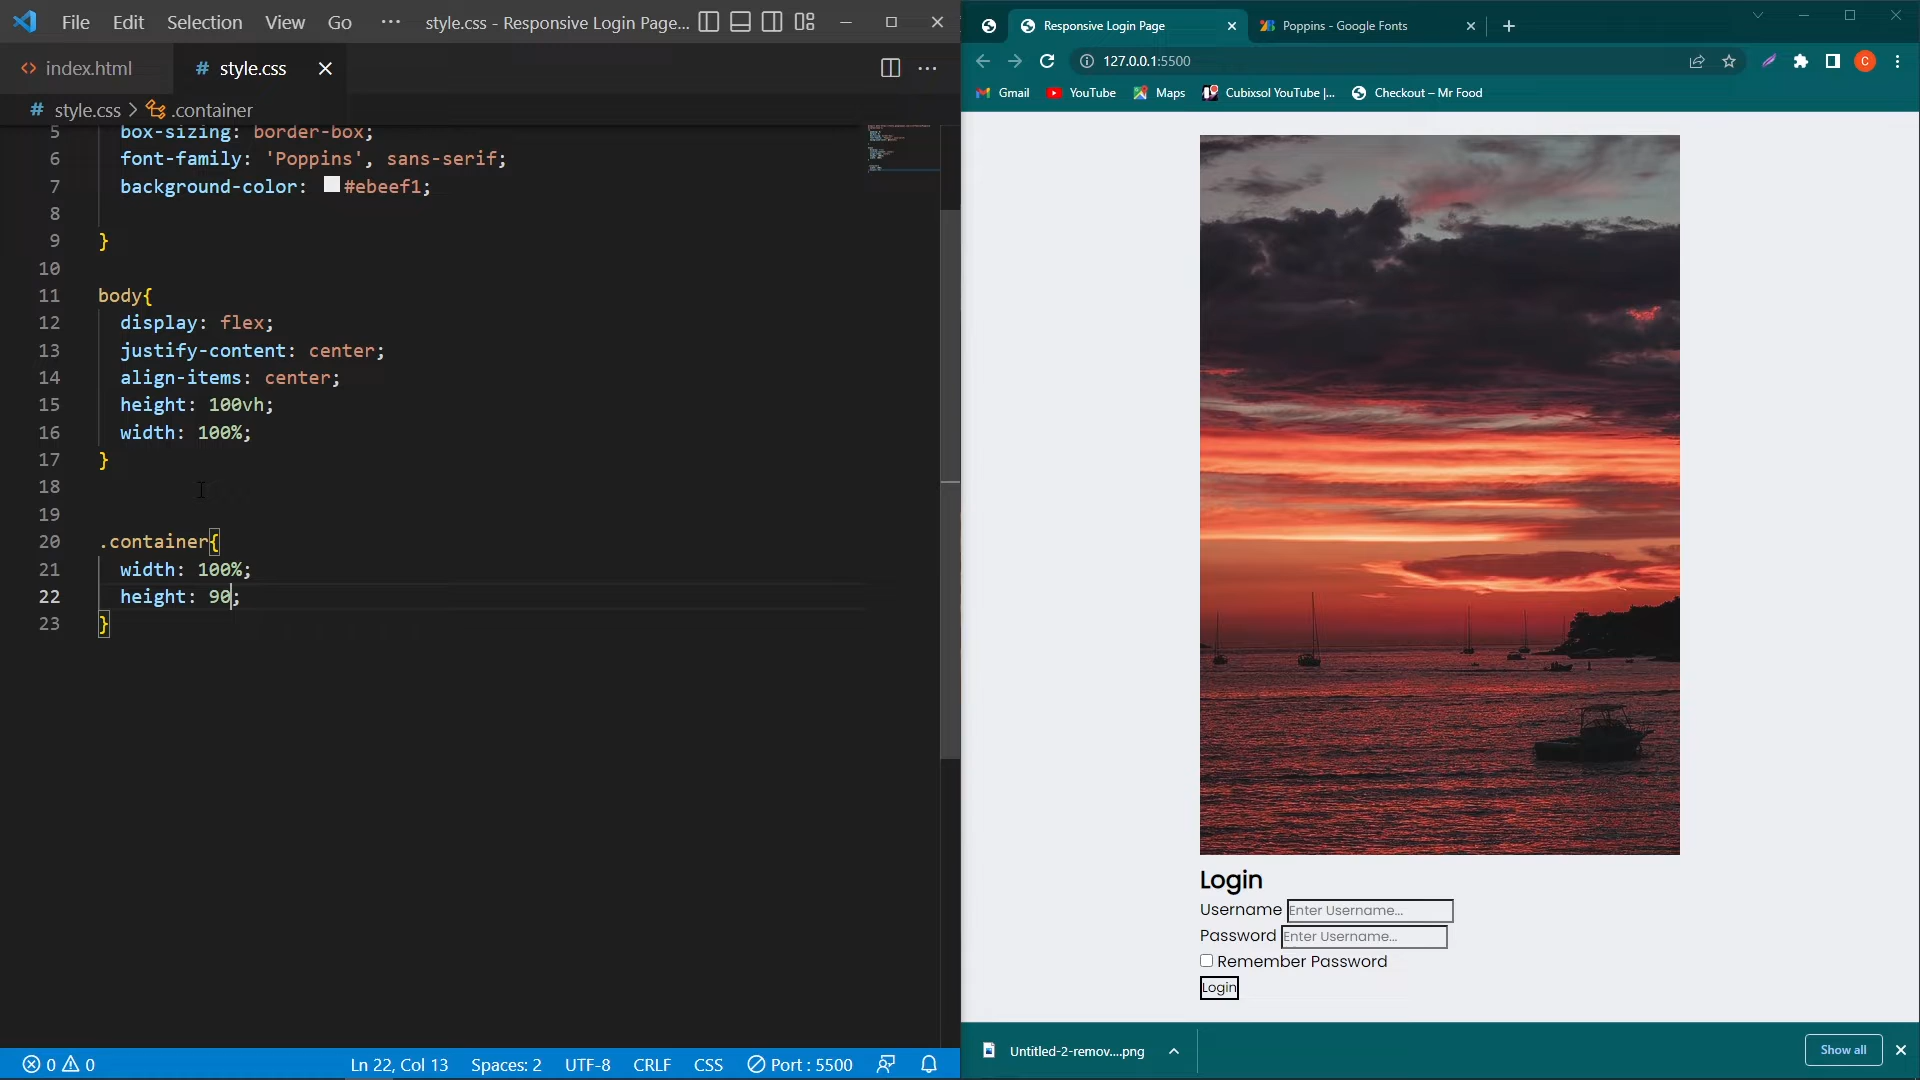 File Edit Selection View Go ··· style.css - Responsive Login Page...
index.html style.css
style.css > .container
5 box-sizing: border-box;
6 font-family: 'Poppins', sans-serif;
7 background-color: #ebeef1;
8
9 }
10
11 body{
12 display: flex;
13 justify-content: center;
14 align-items: center;
15 height: 100vh;
16 width: 100%;
17 }
18
19
20 .container{
21 width: 100%;
22 height: 90;
23 }
0 0 Ln 22, Col 13 Spaces: 2 UTF-8 CRLF CSS Port : 5500
Responsive Login Page Poppins - Google Fonts
127.0.0.1:5500 C
Gmail YouTube Maps Cubixsol YouTube |... Checkout – Mr Food
Login
Username Enter Username...
Password Enter Username...
Remember Password
Login
Untitled-2-remov....png Show all